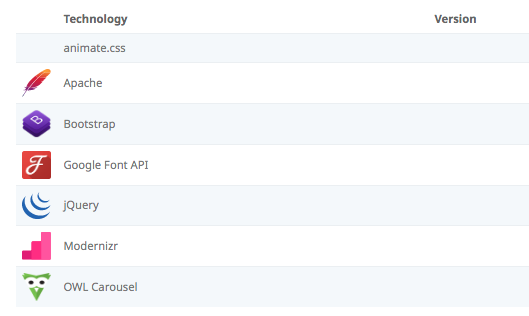 Technology Version
animate.css
Apache
Bootstrap
Google Font API
jQuery
Modernizr
OWL Carousel